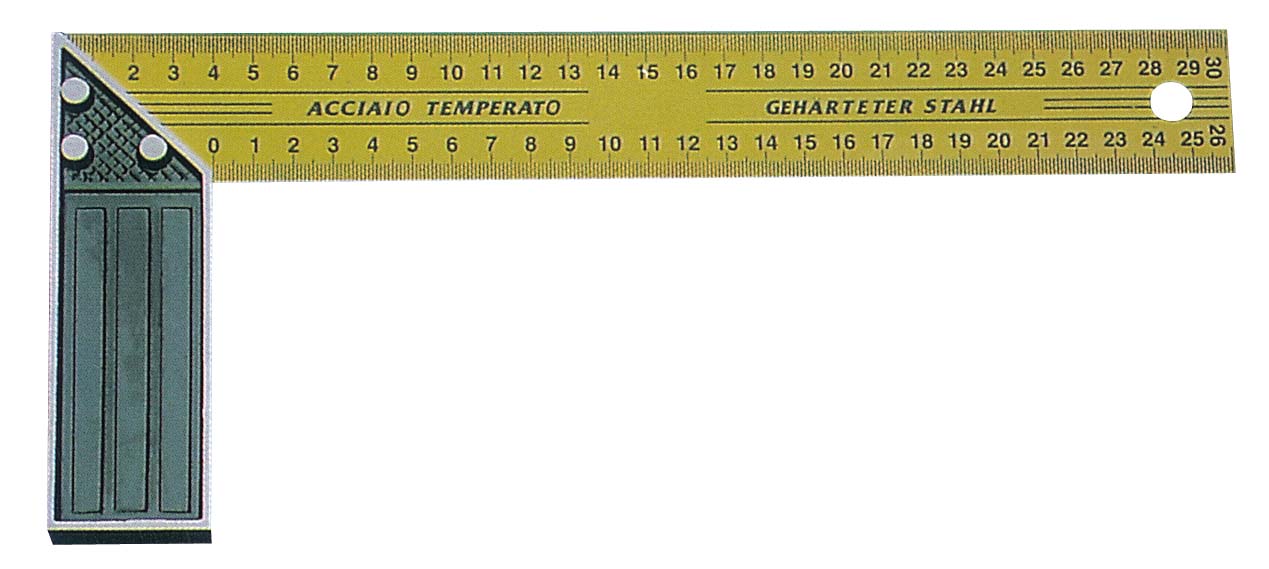 2 3 4 5 6 7 8 9 10 11 12 13 14 15 16 17 18 19 20 21 22 23 24 25 26 27 28 29 30
ACCIAIO TEMPERATO GEHARTETER STAHL
0 1 2 3 4 5 6 7 8 9 10 11 12 13 14 15 16 17 18 19 20 21 22 23 24 25 26